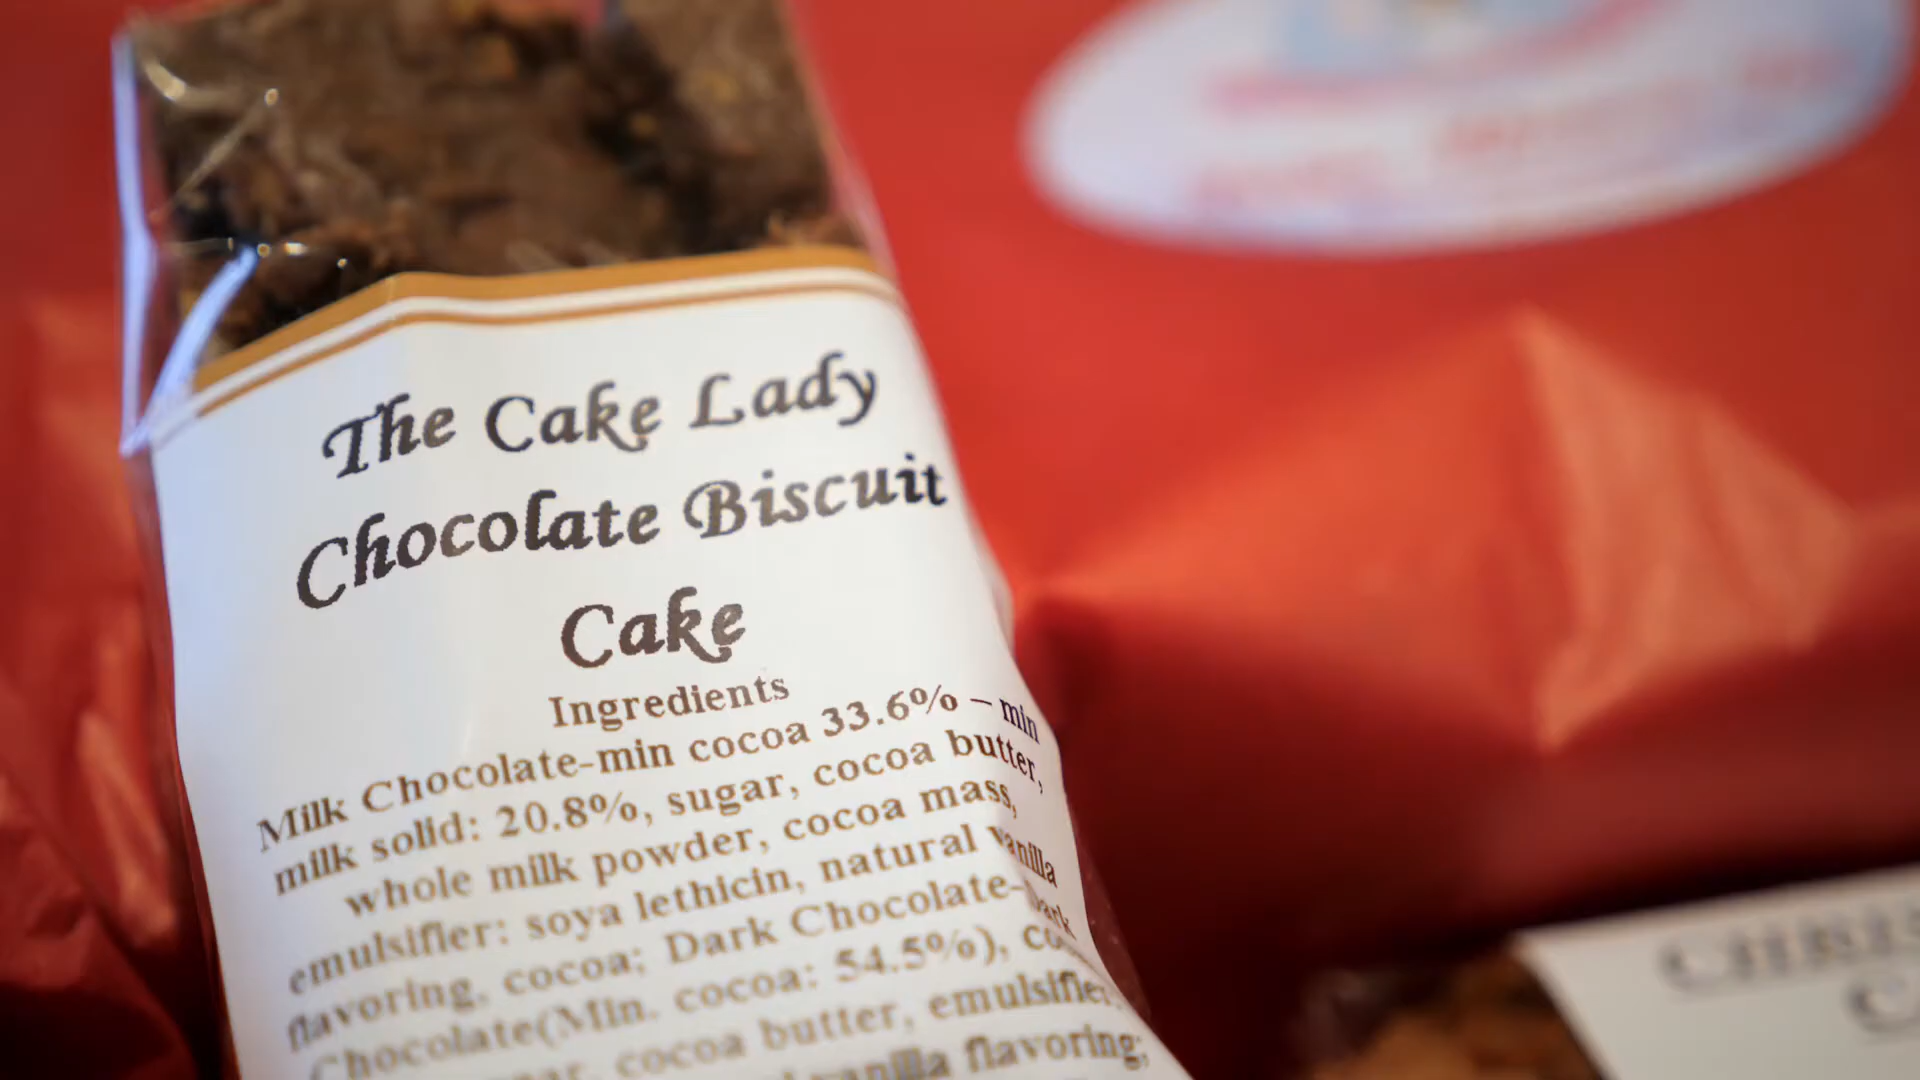 The Cake Lady
Chocolate Biscuit
Cake
Ingredients
Milk Chocolate-min cocoa 33.6% – min
milk solid: 20.8%, sugar, cocoa butter,
whole milk powder, cocoa mass,
emulsifier: soya lethicin, natural vanilla
flavoring, cocoa; Dark Chocolate-Dark
Chocolate(Min. cocoa: 54.5%),
cocoa butter, emulsifier:
vanilla flavoring;